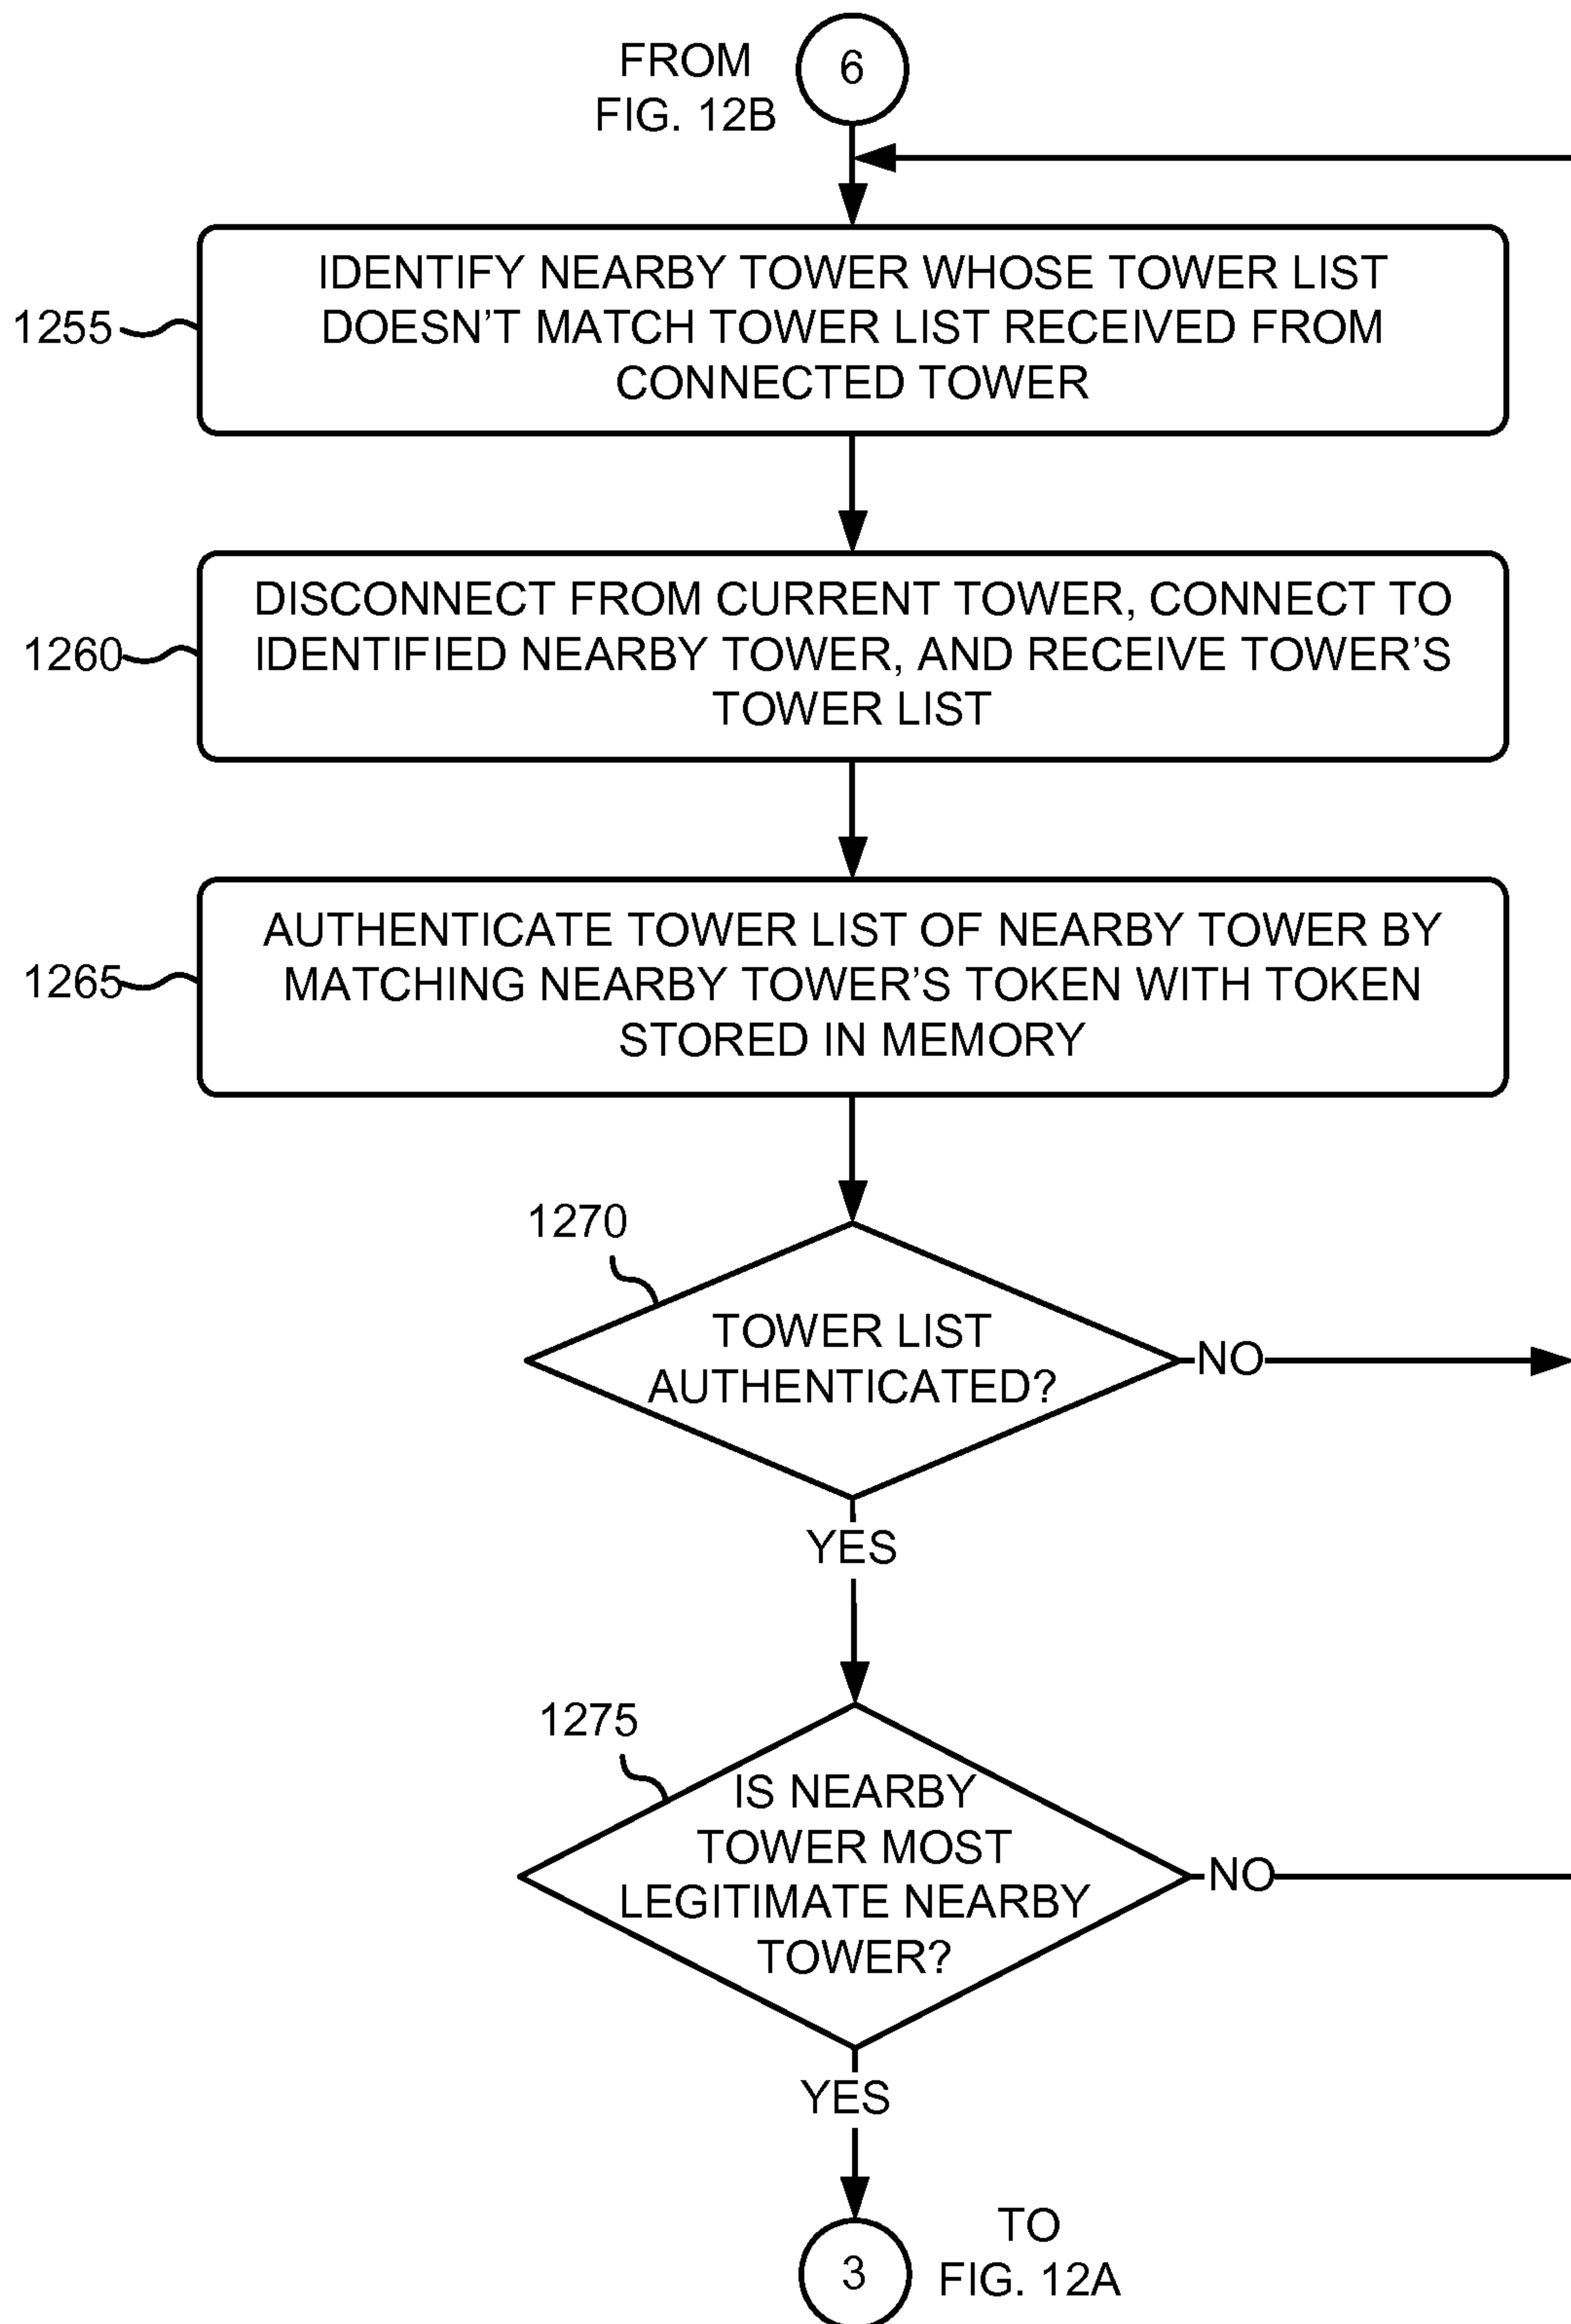 FROM
FIG. 12B
6
IDENTIFY NEARBY TOWER WHOSE TOWER LIST
DOESN'T MATCH TOWER LIST RECEIVED FROM
CONNECTED TOWER
1255
DISCONNECT FROM CURRENT TOWER, CONNECT TO
IDENTIFIED NEARBY TOWER, AND RECEIVE TOWER'S
TOWER LIST
1260
AUTHENTICATE TOWER LIST OF NEARBY TOWER BY
MATCHING NEARBY TOWER'S TOKEN WITH TOKEN
STORED IN MEMORY
1265
1270
TOWER LIST
AUTHENTICATED?
NO
YES
1275
IS NEARBY
TOWER MOST
LEGITIMATE NEARBY
TOWER?
NO
YES
3
TO
FIG. 12A